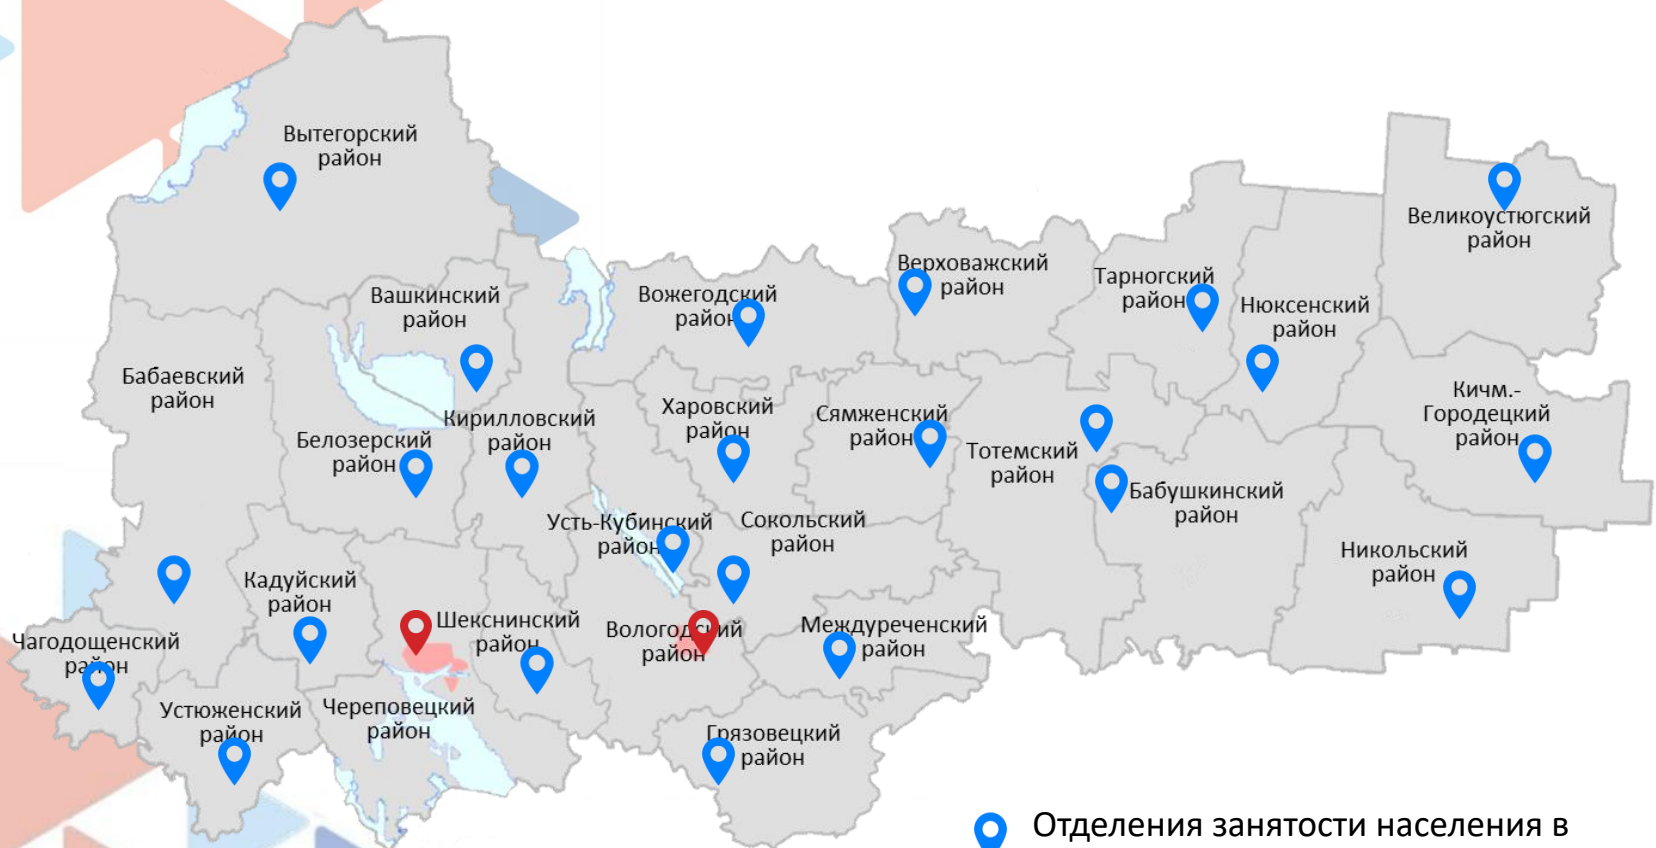 Вытегорский
район
Великоустюгский
район
Верховажский
район
Тарногский
район
Вашкинский
район
Вожегодский
район
Нюксенский
район
Бабаевский
район
Кичм.-
Городецкий
район
Харовский
район
Сямженский
район
Кирилловский
район
Белозерский
район
Тотемский
район
Бабушкинский
район
Усть-Кубинский
район
Сокольский
район
Никольский
район
Кадуйский
район
Шекснинский
район
Вологодский
район
Междуреченский
район
Чагодощенский
район
Устюженский
район
Череповецкий
район
Грязовецкий
район
Отделения занятости населения в